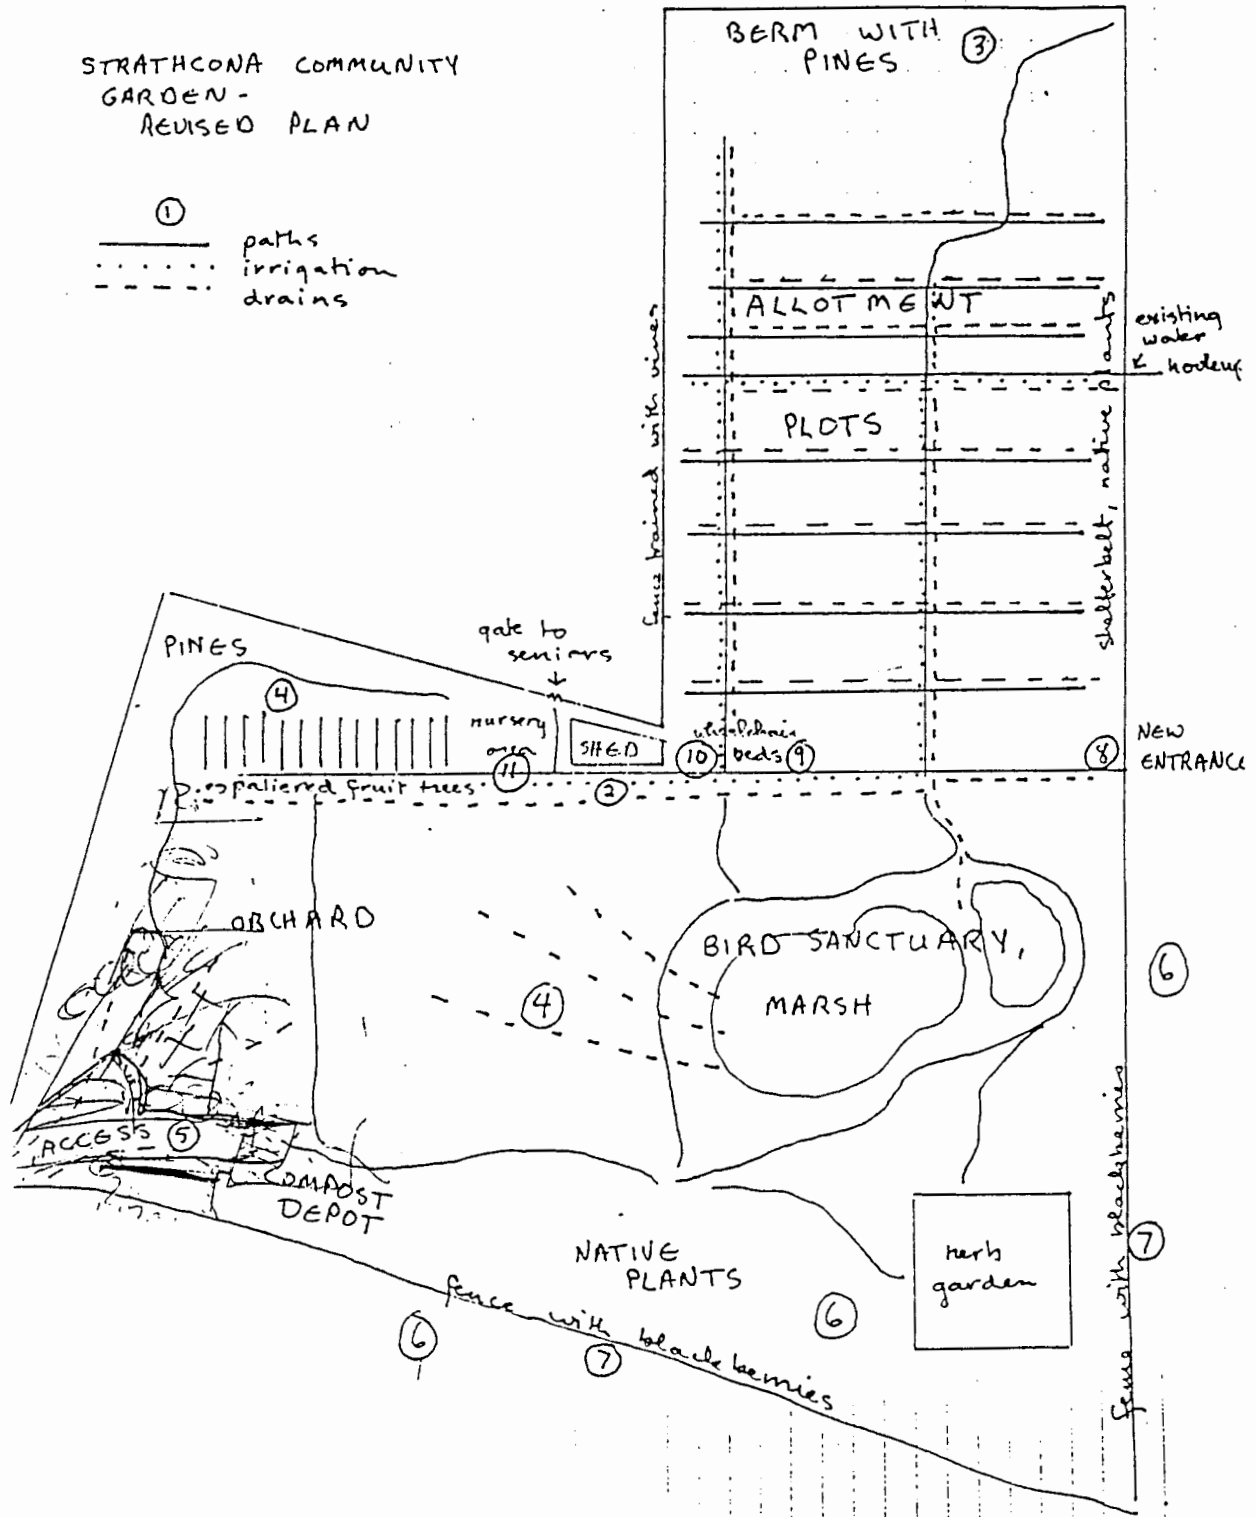 STRATHCONA COMMUNITY
GARDEN -
REVISED PLAN
1
paths
irrigation
drains
BERM WITH
PINES
3
ALLOTMENT
PLOTS
fence trained with vines
shelterbelt, native plants
existing
water
PINES
4
gate to
seniors
nursery
area
11
SHED
10
wheelchair
beds 9
8
NEW
ENTRANCE
espaliered fruit trees
2
ORCHARD
BIRD SANCTUARY,
MARSH
4
6
ACCESS 5
COMPOST
DEPOT
NATIVE
PLANTS
6
herb
garden
7
fence with blackberries
fence with blackberries
6
7